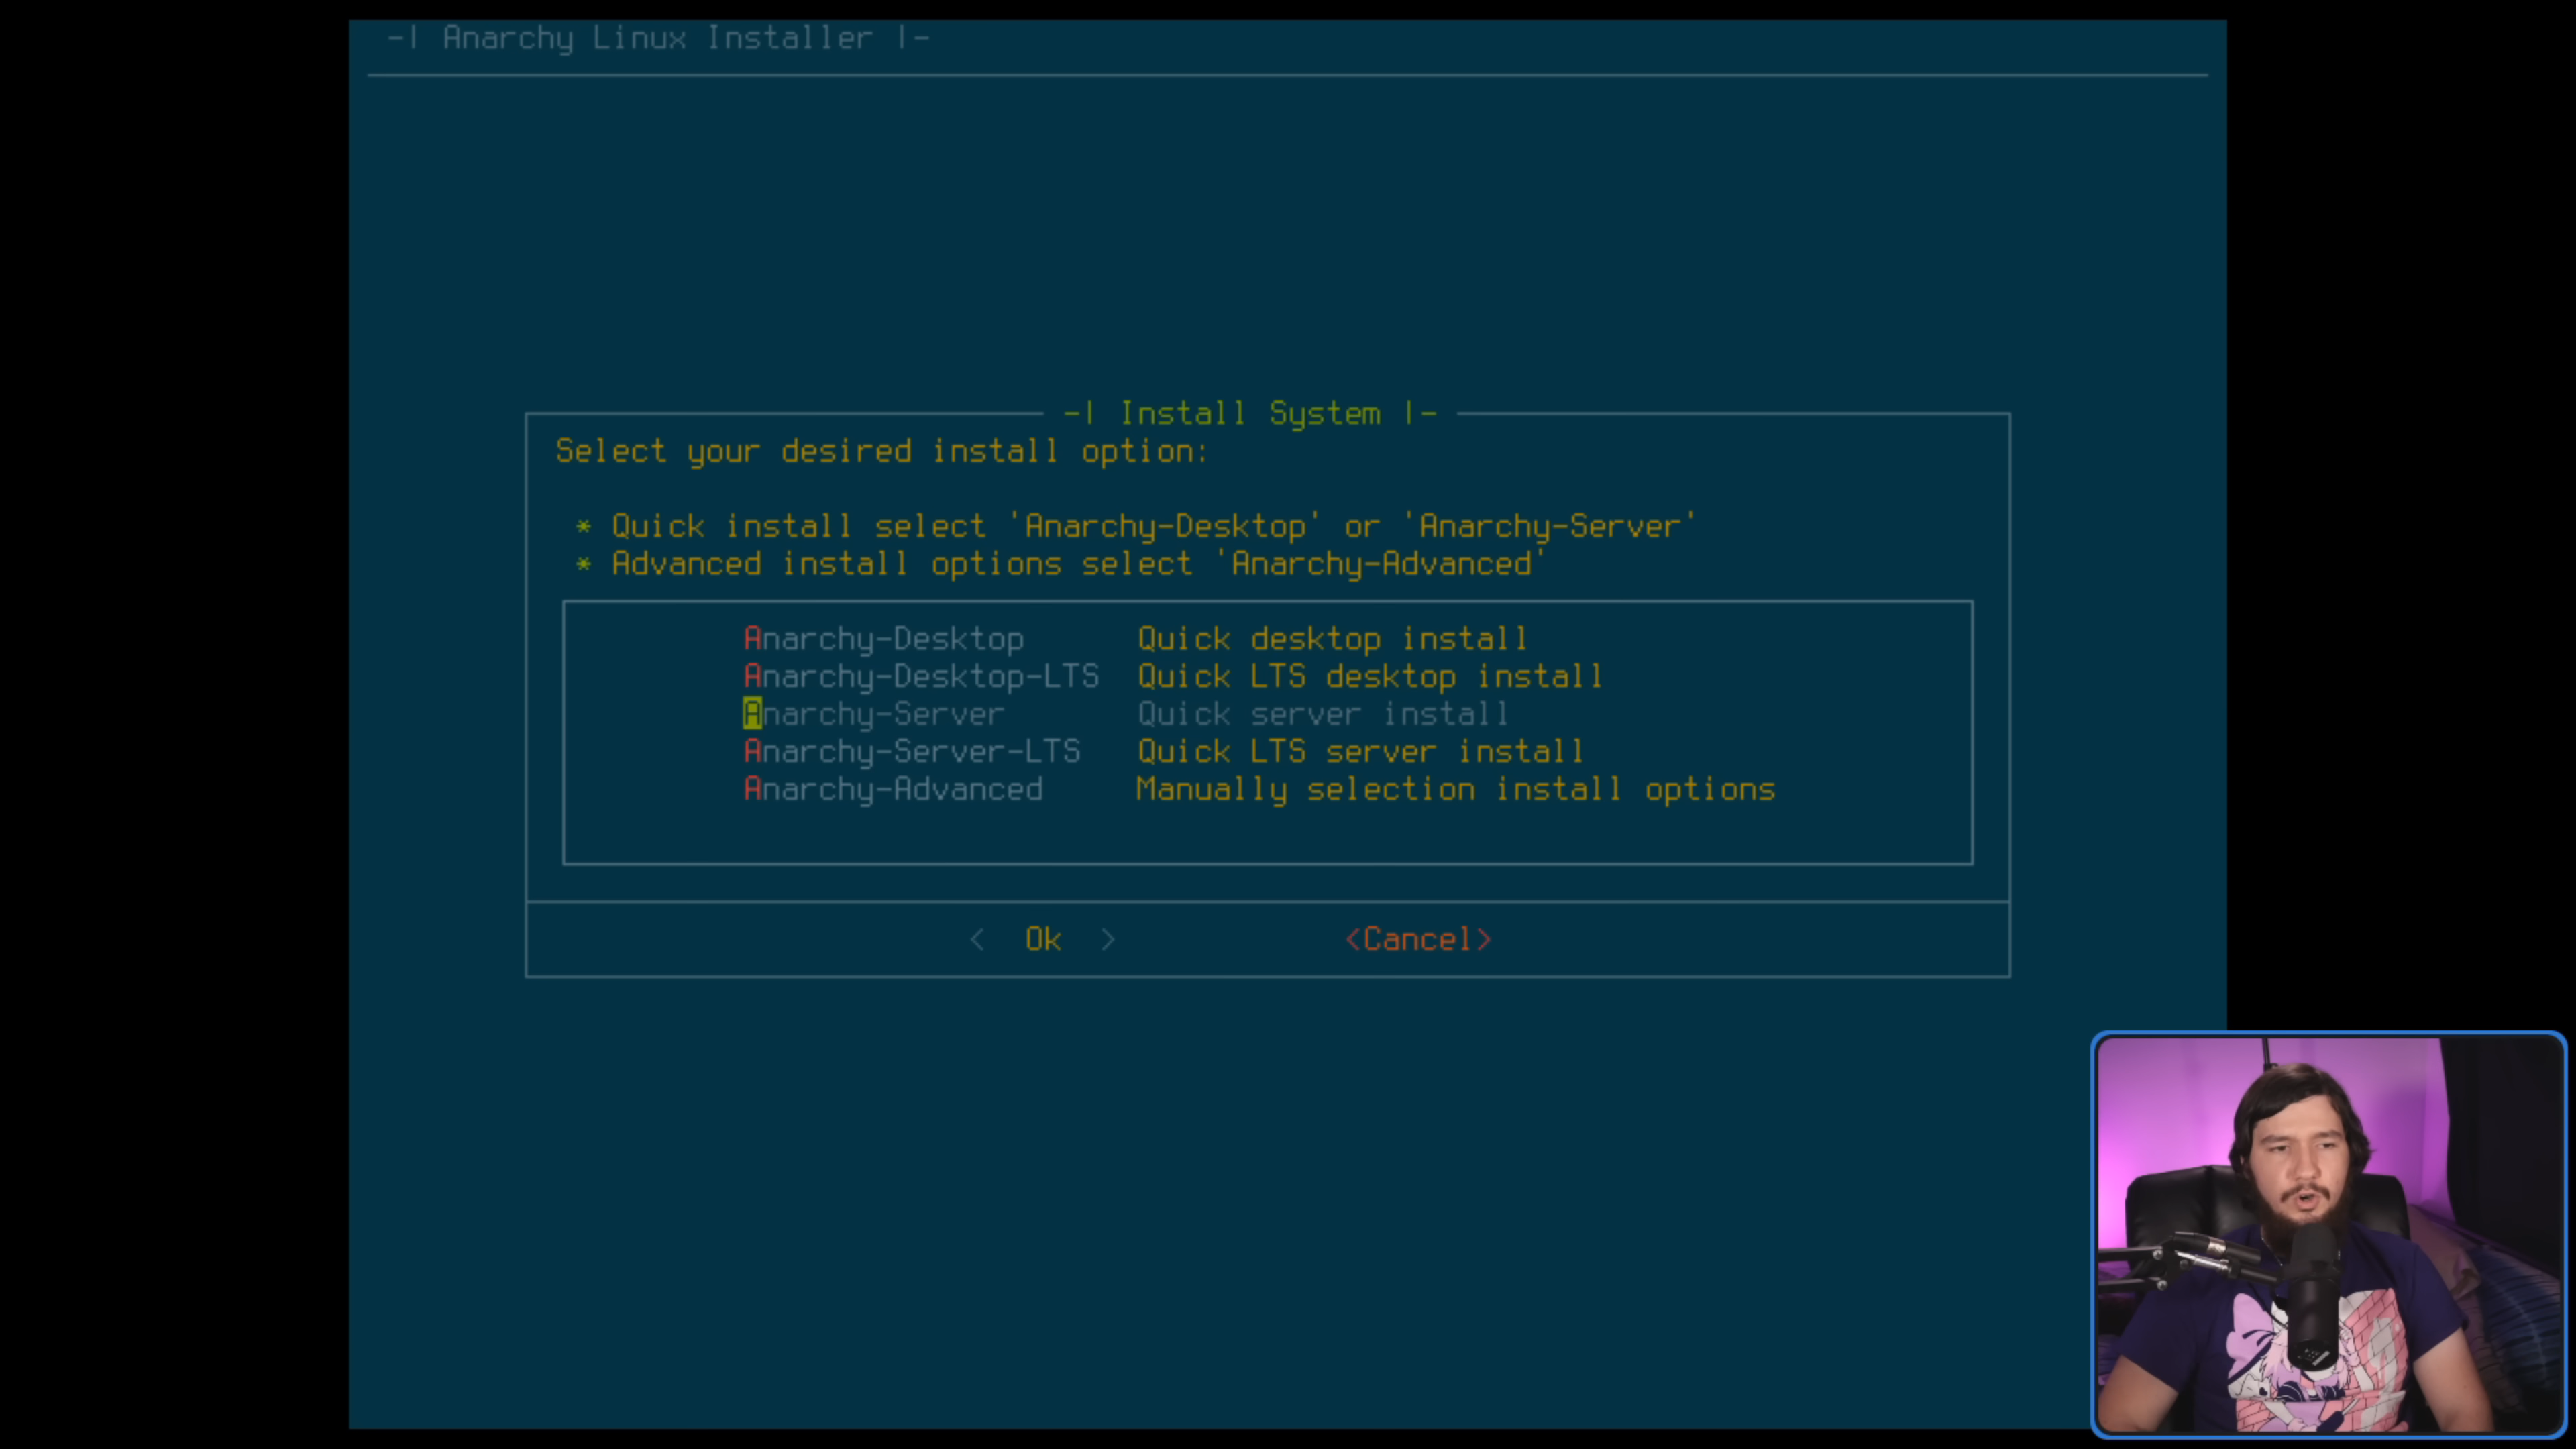 -| Anarchy Linux Installer |-
-| Install System |-
Select your desired install option:
* Quick install select 'Anarchy-Desktop' or 'Anarchy-Server'
* Advanced install options select 'Anarchy-Advanced'
Anarchy-Desktop Quick desktop install
Anarchy-Desktop-LTS Quick LTS desktop install
Anarchy-Server Quick server install
Anarchy-Server-LTS Quick LTS server install
Anarchy-Advanced Manually selection install options
< Ok > <Cancel>